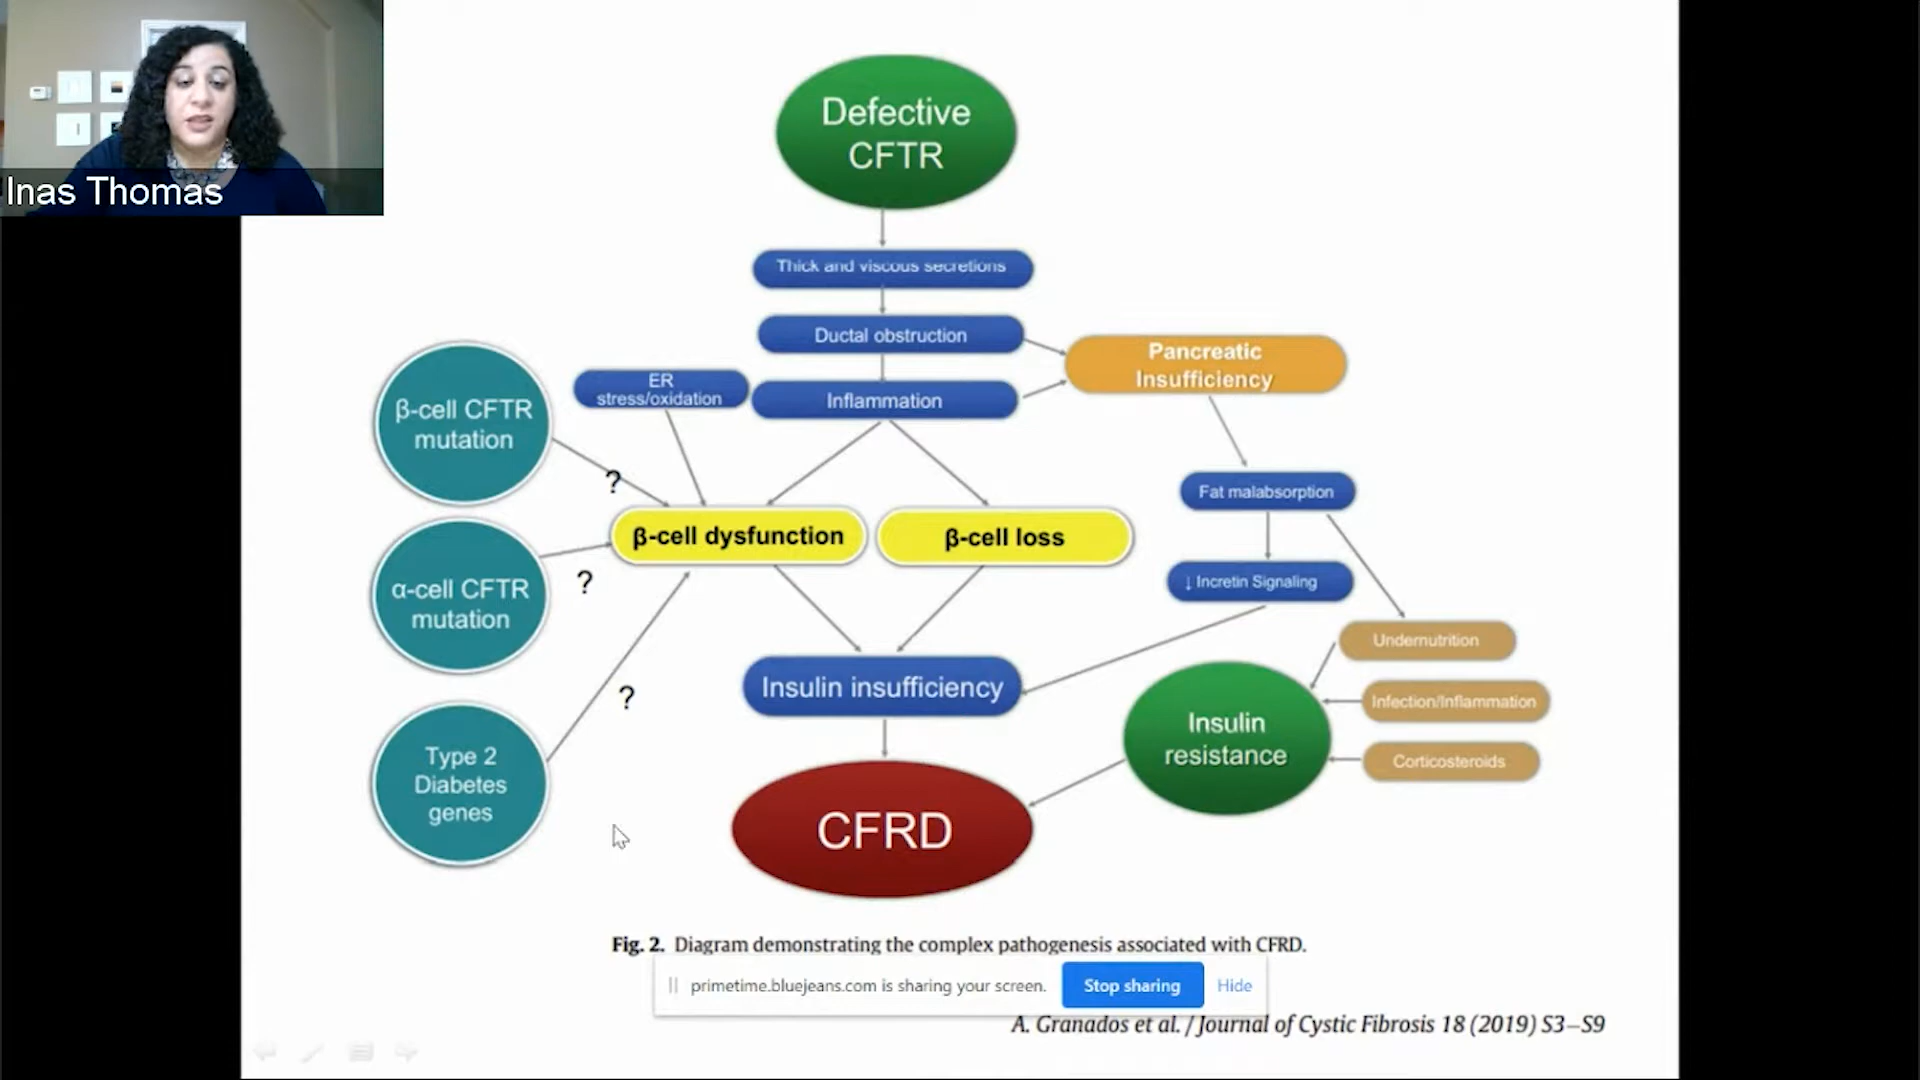 Inas Thomas
Defective
CFTR
Thick and viscous secretions
Ductal obstruction
Pancreatic
Insufficiency
ER
stress/oxidation
Inflammation
β-cell CFTR
mutation
?
Fat malabsorption
β-cell dysfunction
β-cell loss
α-cell CFTR
mutation
?
↓ Incretin Signaling
Undernutrition
Insulin insufficiency
?
Infection/Inflammation
Insulin
resistance
Corticosteroids
Type 2
Diabetes
genes
CFRD
Fig. 2. Diagram demonstrating the complex pathogenesis associated with CFRD.
primetime.bluejeans.com is sharing your screen.
Stop sharing
Hide
A. Granados et al. / Journal of Cystic Fibrosis 18 (2019) S3–S9